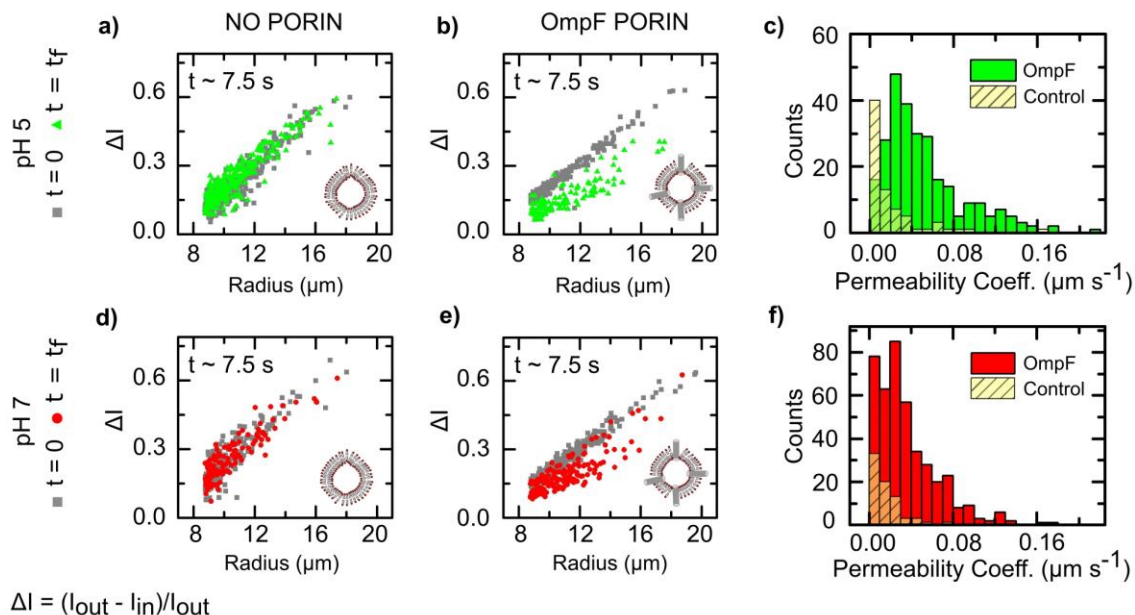 NO PORIN
OmpF PORIN
pH 5
■ t = 0 ▲ t = tf
a)
t ~ 7.5 s
ΔI
0.6
0.3
0.0
8 12 16 20
Radius (μm)
b)
t ~ 7.5 s
ΔI
0.6
0.3
0.0
8 12 16 20
Radius (μm)
c)
OmpF
Control
Counts
60
40
20
0
0.00 0.08 0.16
Permeability Coeff. (μm s⁻¹)
pH 7
■ t = 0 ● t = tf
d)
t ~ 7.5 s
ΔI
0.6
0.3
0.0
8 12 16 20
Radius (μm)
e)
t ~ 7.5 s
ΔI
0.6
0.3
0.0
8 12 16 20
Radius (μm)
f)
OmpF
Control
Counts
80
60
40
20
0
0.00 0.08 0.16
Permeability Coeff. (μm s⁻¹)
ΔI = (Iout - Iin)/Iout